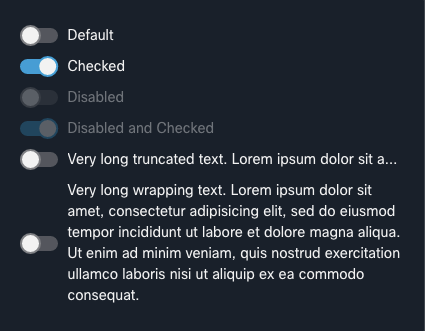 Default
Checked
Disabled
Disabled and Checked
Very long truncated text. Lorem ipsum dolor sit a...
Very long wrapping text. Lorem ipsum dolor sit
amet, consectetur adipisicing elit, sed do eiusmod
tempor incididunt ut labore et dolore magna aliqua.
Ut enim ad minim veniam, quis nostrud exercitation
ullamco laboris nisi ut aliquip ex ea commodo
consequat.